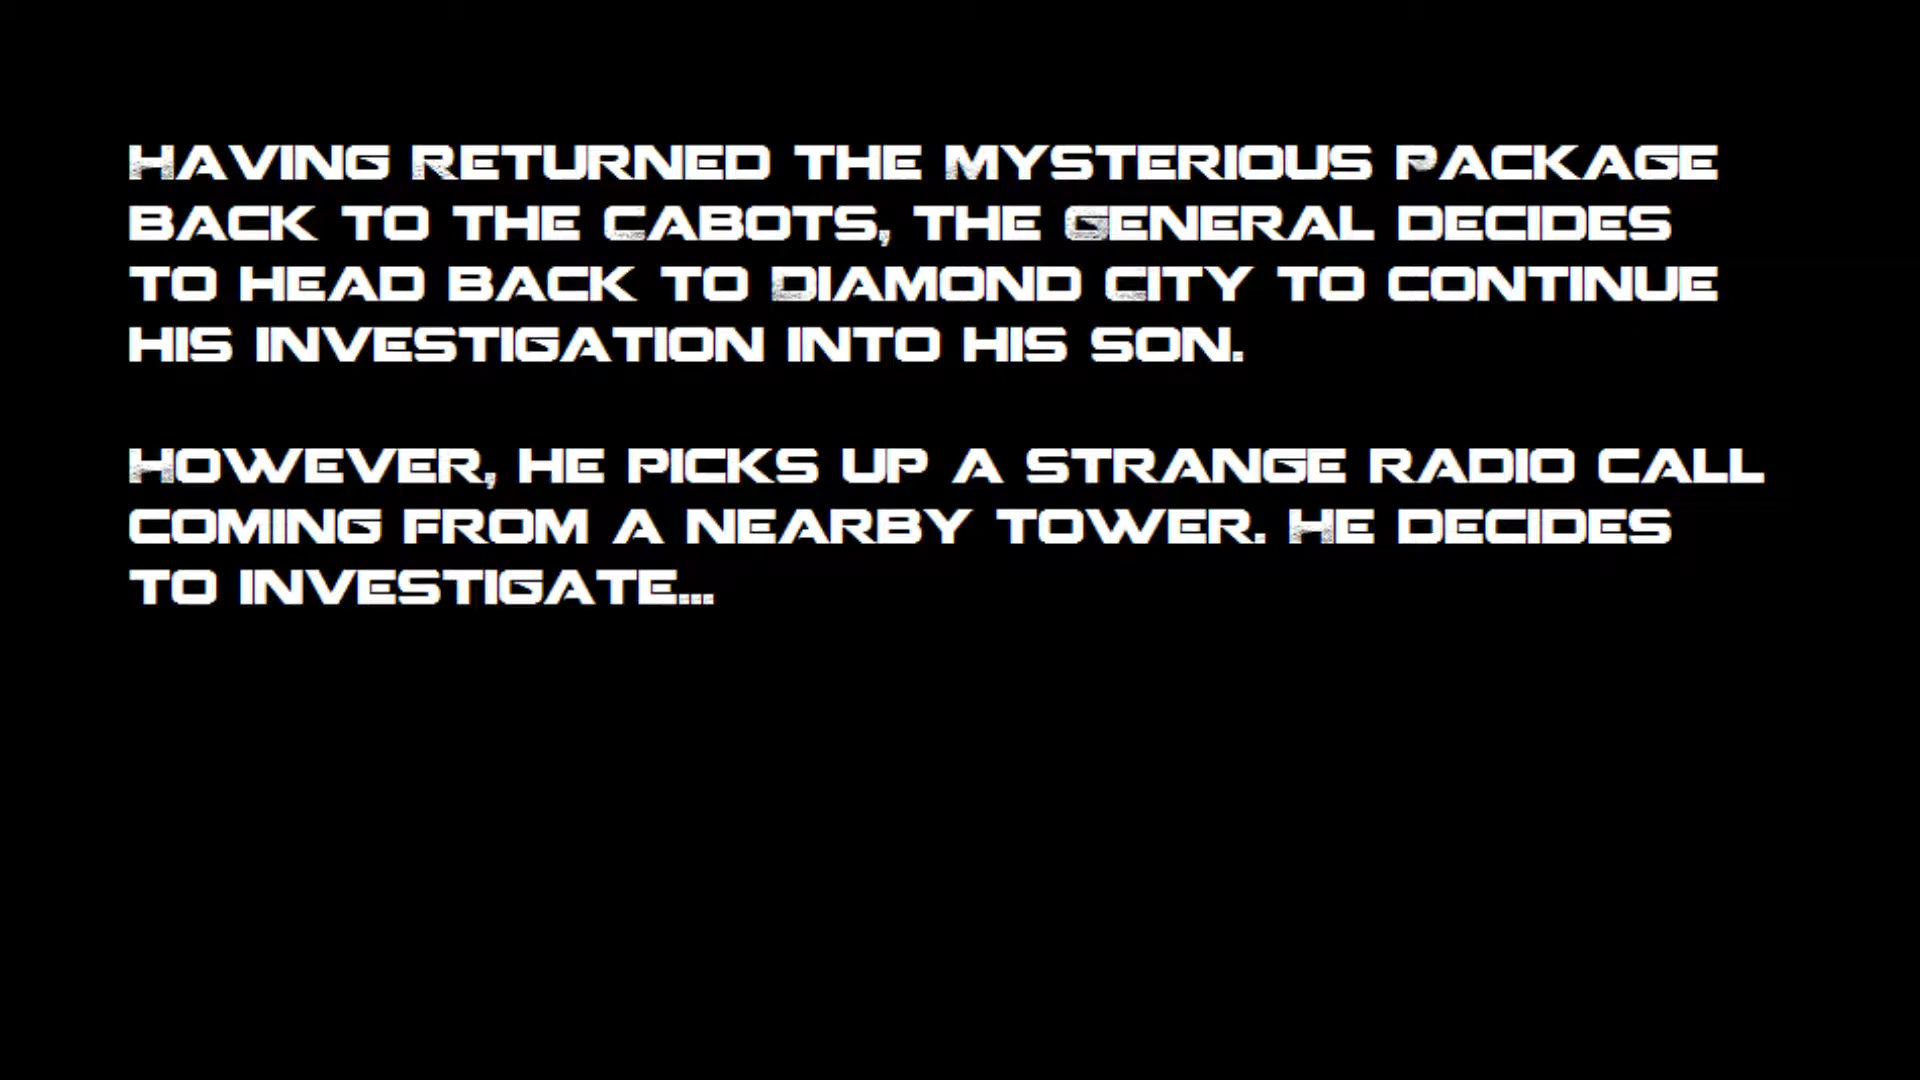 Having Returned the Mysterious Package
back to the Cabots, the General decides
to head back to Diamond City to continue
his investigation into his son.
However, he picks up a strange radio call
coming from a nearby tower. He decides
to investigate...